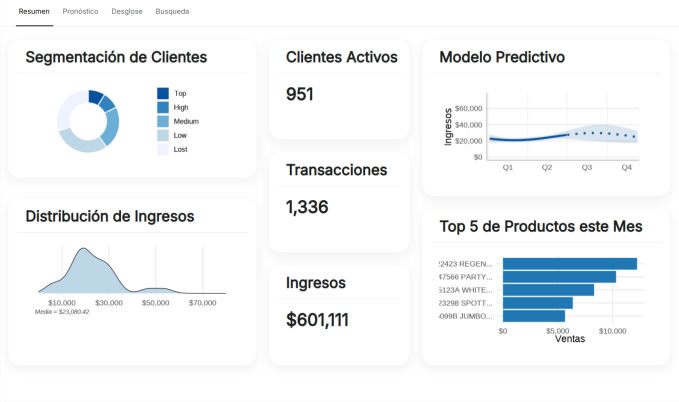 Resumen Pronóstico Desglose Busqueda
Segmentación de Clientes
Top
High
Medium
Low
Lost
Distribución de Ingresos
$10,000 $30,000 $50,000 $70,000
Media = $23,080.42
Clientes Activos
951
Transacciones
1,336
Ingresos
$601,111
Modelo Predictivo
Ingresos
$60,000
$40,000
$20,000
$0
Q1 Q2 Q3 Q4
Top 5 de Productos este Mes
22423 REGEN...
47566 PARTY...
5123A WHITE...
23298 SPOTT...
099B JUMBO...
$0 $5,000 $10,000
Ventas